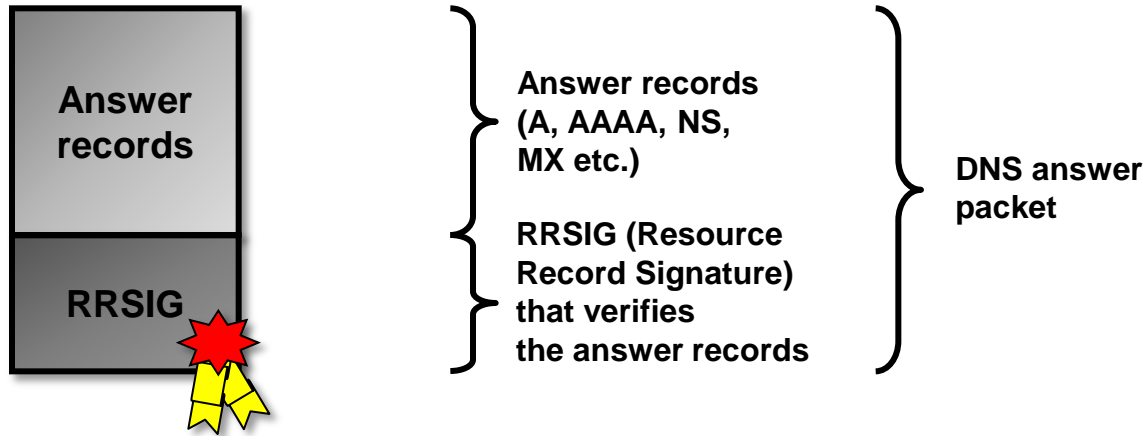 Answer
records
RRSIG
Answer records
(A, AAAA, NS,
MX etc.)
RRSIG (Resource
Record Signature)
that verifies
the answer records
DNS answer
packet